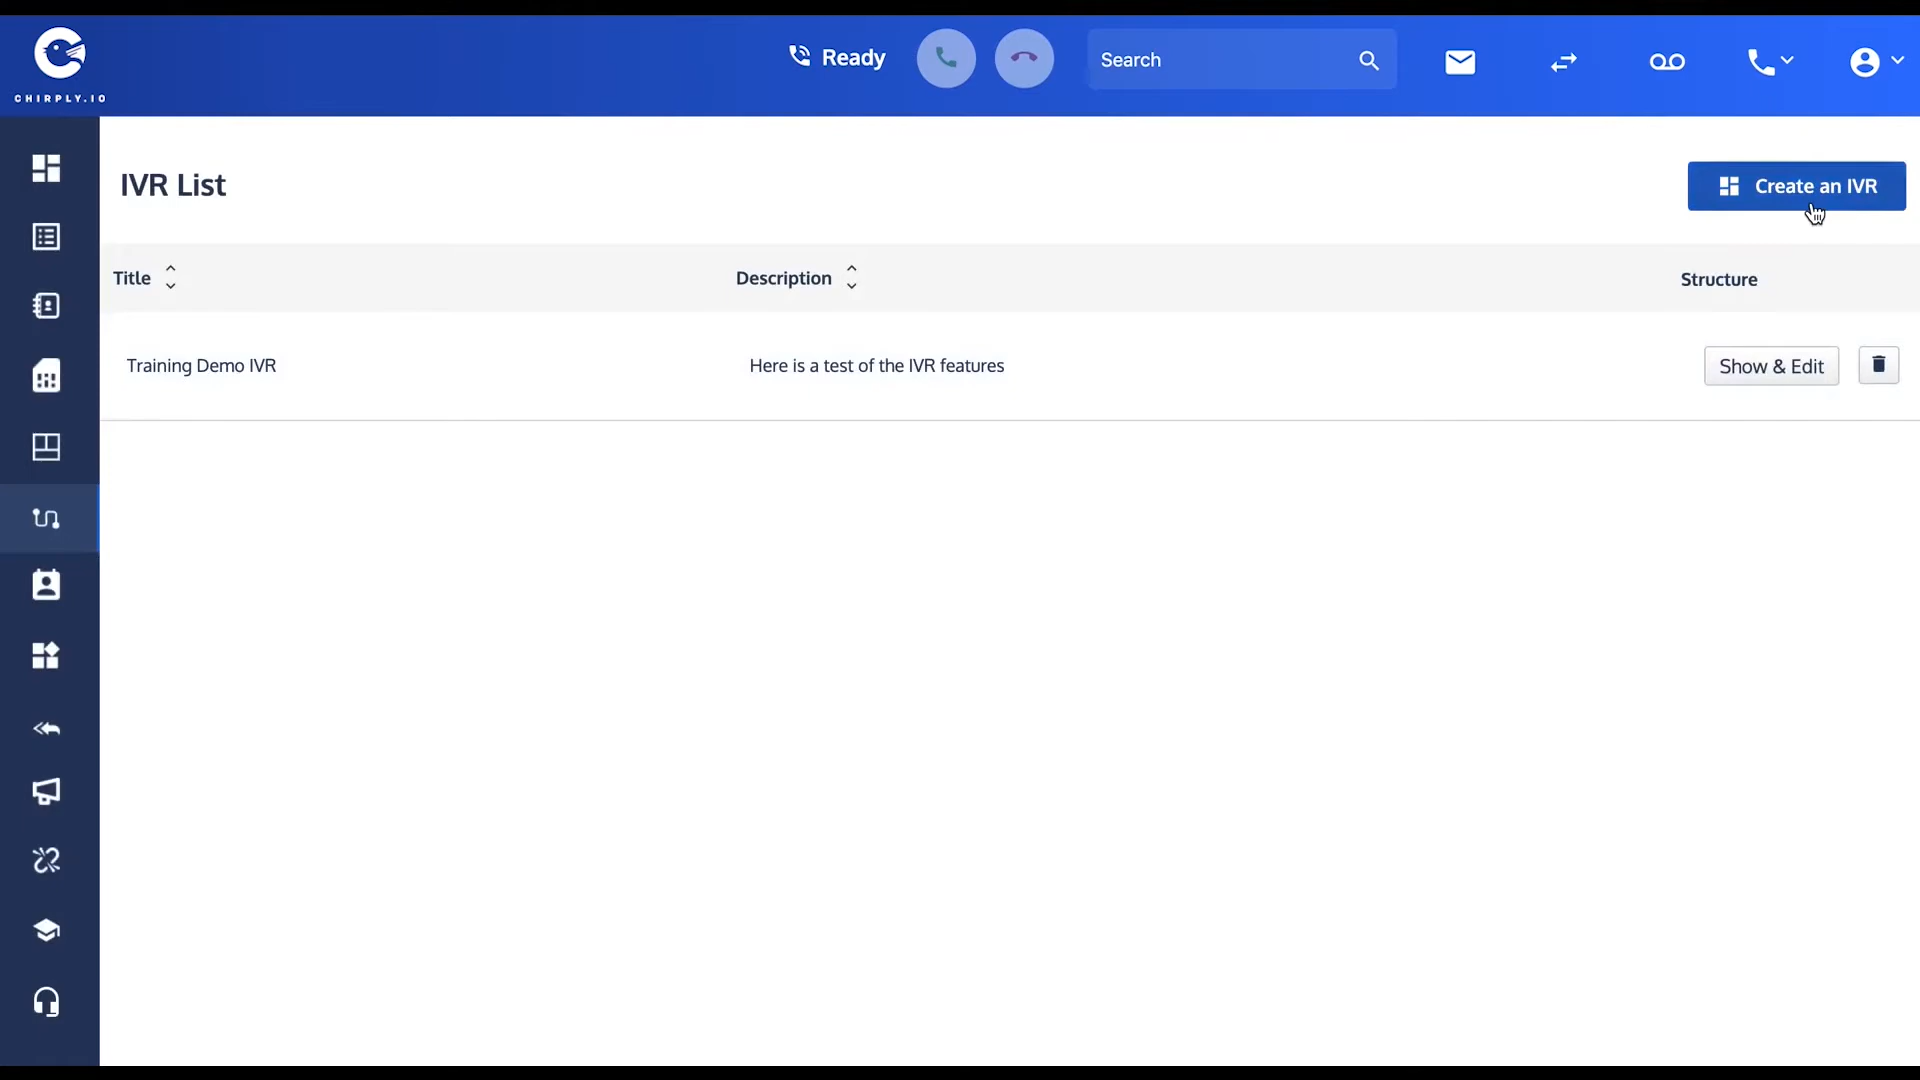 CHIRPLY.IO
Ready
Search
IVR List
Create an IVR
Title
Description
Structure
Training Demo IVR
Here is a test of the IVR features
Show & Edit